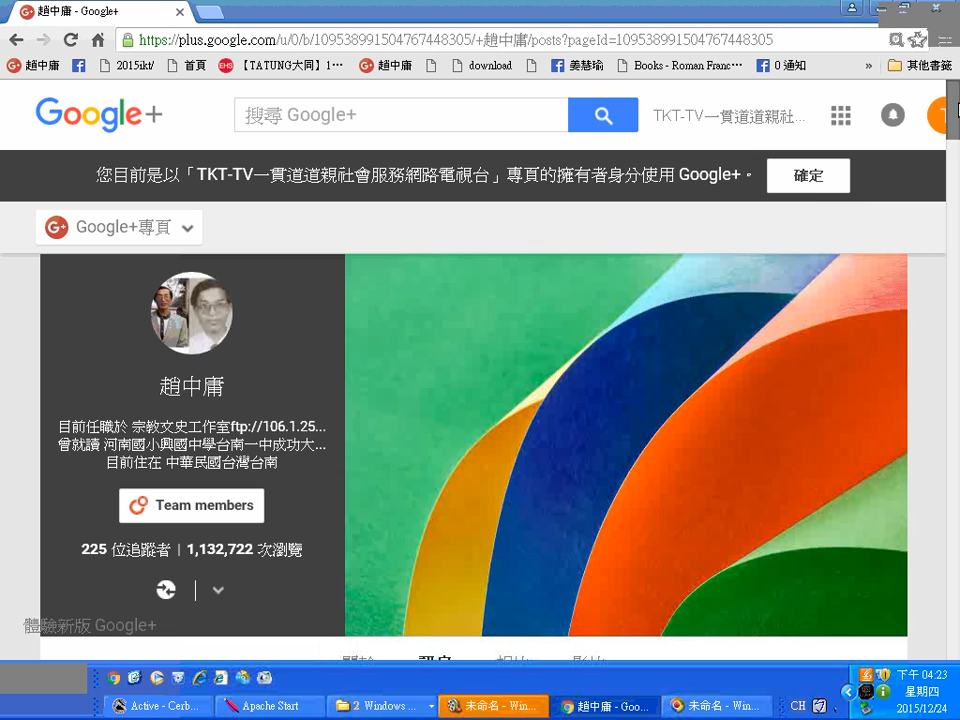 趙中庸 - Google+
https://plus.google.com/u/0/b/109538991504767448305/+趙中庸/posts?pageId=109538991504767448305
趙中庸 2015ikt/ 首頁 EHS 【TATUNG大同】1… 趙中庸 download 姜慧瑜 Books - Roman Franc… 0 通知 » 其他書籤
Google+ 搜尋 Google+ TKT-TV一貫道道親社... T
您目前是以「TKT-TV一貫道道親社會服務網路電視台」專頁的擁有者身分使用 Google+。 確定
G+ Google+專頁
趙中庸
目前任職於 宗教文史工作室ftp://106.1.25...
曾就讀 河南國小興國中學台南一中成功大...
目前住在 中華民國台灣台南
Team members
225 位追蹤者 | 1,132,722 次瀏覽
體驗新版 Google+
訊息
Active - Cerb... Apache Start 2 Windows ... 未命名 - Win... 趙中庸 - Goo... 未命名 - Win... CH
下午 04:23
星期四
2015/12/24